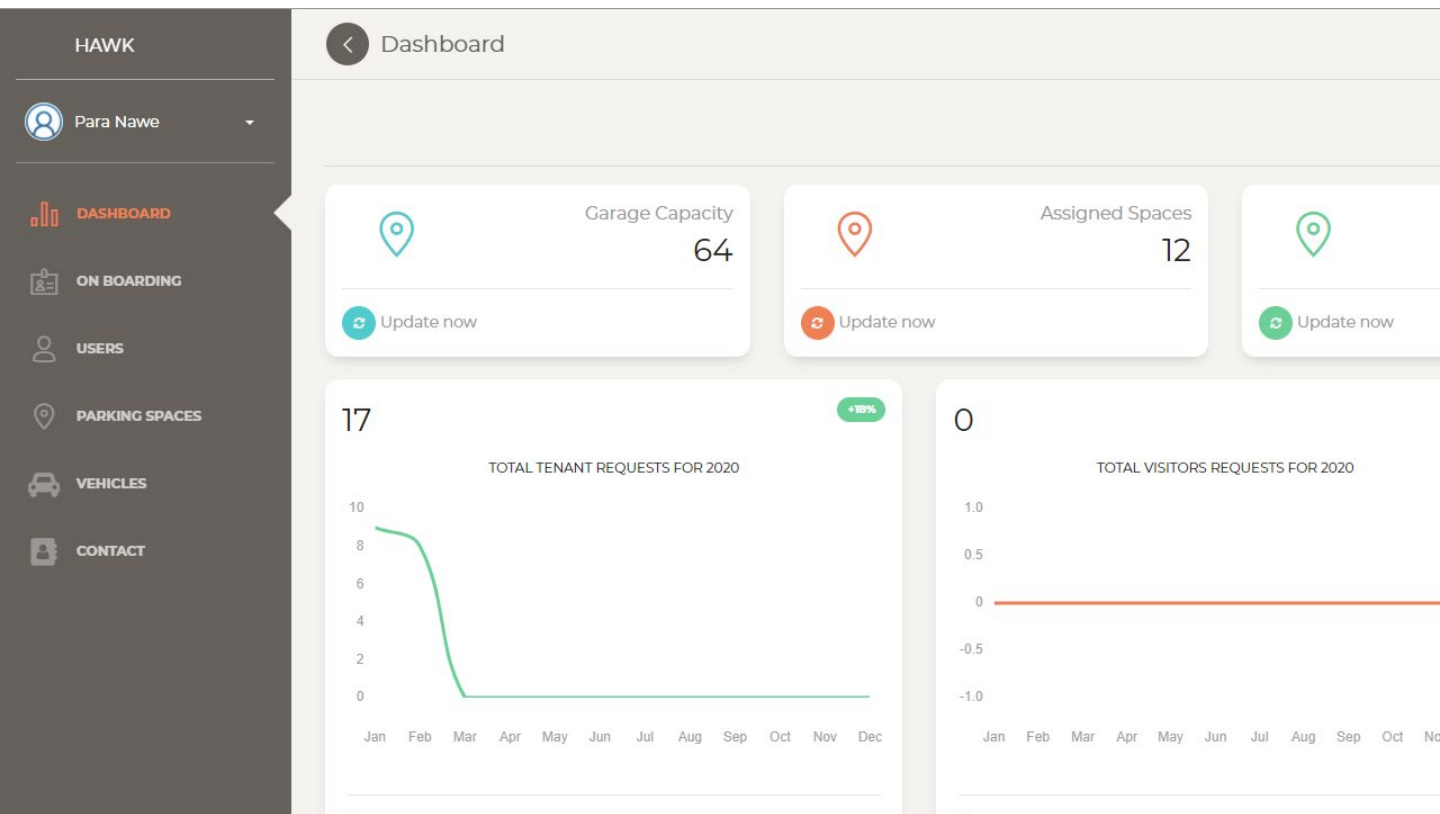 HAWK
Dashboard
Para Nawe
DASHBOARD
ON BOARDING
USERS
PARKING SPACES
VEHICLES
CONTACT
Garage Capacity
64
Update now
Assigned Spaces
12
Update now
Update now
17
+18%
TOTAL TENANT REQUESTS FOR 2020
10
8
6
4
2
0
Jan Feb Mar Apr May Jun Jul Aug Sep Oct Nov Dec
0
TOTAL VISITORS REQUESTS FOR 2020
1.0
0.5
0
-0.5
-1.0
Jan Feb Mar Apr May Jun Jul Aug Sep Oct No